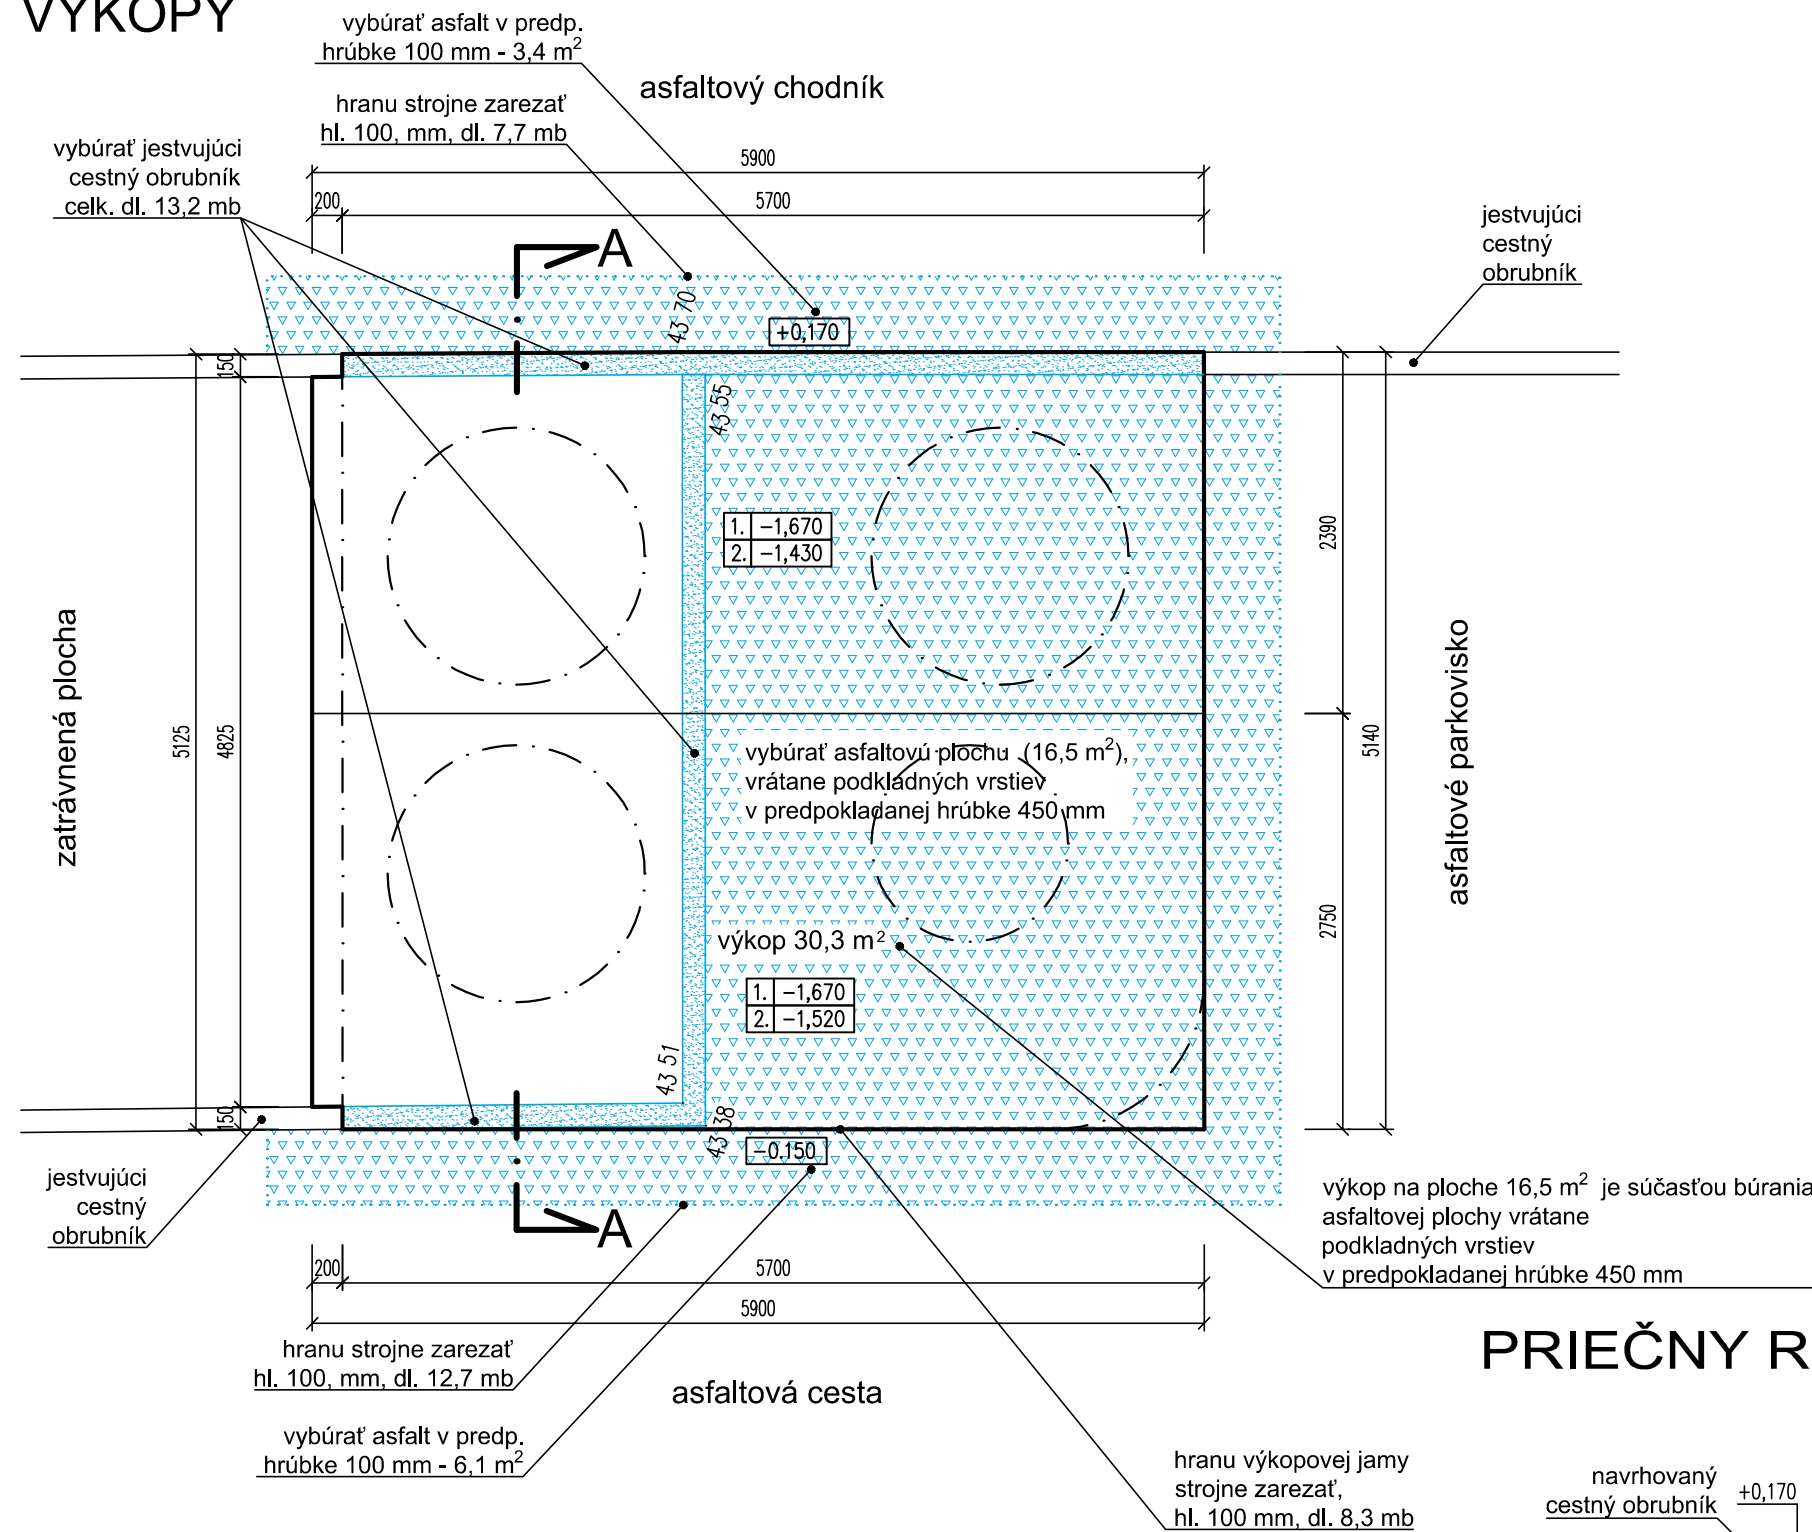 VÝKOPY
vybúrať asfalt v predp.
hrúbke 100 mm - 3,4 m²
asfaltový chodník
hranu strojne zarezať
hl. 100, mm, dl. 7,7 mb
vybúrať jestvujúci
cestný obrubník
celk. dl. 13,2 mb
5900
200
5700
jestvujúci
cestný
obrubník
A
43 70
+0,170
150
43 55
1. −1,670
2. −1,430
2390
zatrávnená plocha
5125
4825
5140
asfaltové parkovisko
vybúrať asfaltovú plochu (16,5 m²),
vrátane podkladných vrstiev
v predpokladanej hrúbke 450 mm
2750
výkop 30,3 m²
1. −1,670
2. −1,520
43 51
150
43 38
−0.150
jestvujúci
cestný
obrubník
A
výkop na ploche 16,5 m² je súčasťou búrania
asfaltovej plochy vrátane
podkladných vrstiev
v predpokladanej hrúbke 450 mm
200
5700
5900
PRIEČNY R
hranu strojne zarezať
hl. 100, mm, dl. 12,7 mb
asfaltová cesta
vybúrať asfalt v predp.
hrúbke 100 mm - 6,1 m²
hranu výkopovej jamy
strojne zarezať,
hl. 100 mm, dl. 8,3 mb
navrhovaný
cestný obrubník
+0,170